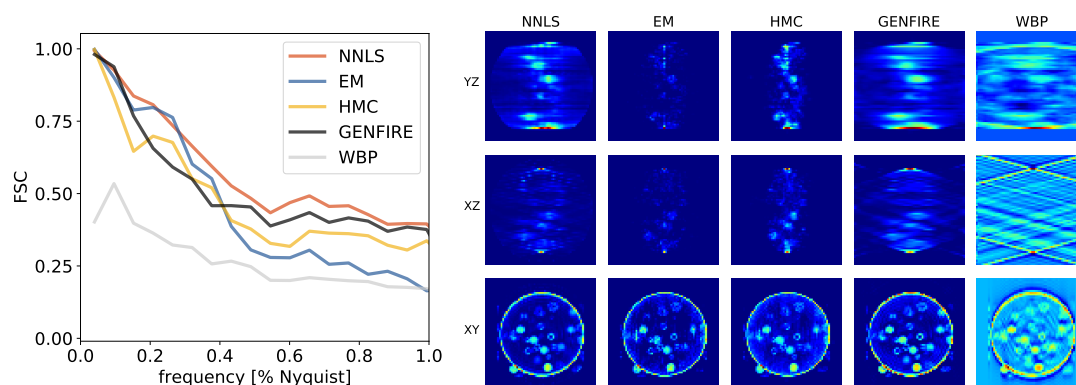 NNLS EM HMC GENFIRE WBP
1.00
0.75
0.50
0.25
0.00
FSC
NNLS
EM
HMC
GENFIRE
WBP
0.0 0.2 0.4 0.6 0.8 1.0
frequency [% Nyquist]
YZ
XZ
XY